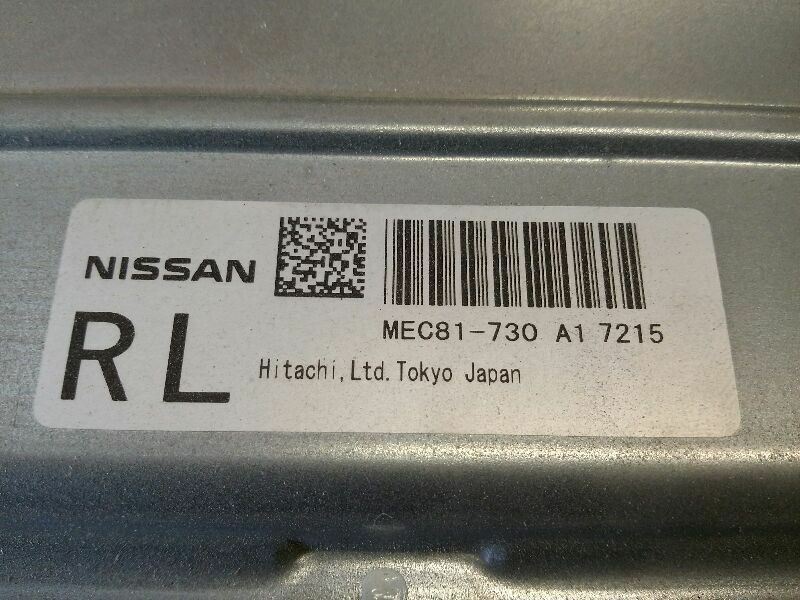 NISSAN
MEC81-730 A1 7215
RL
Hitachi,Ltd.Tokyo Japan